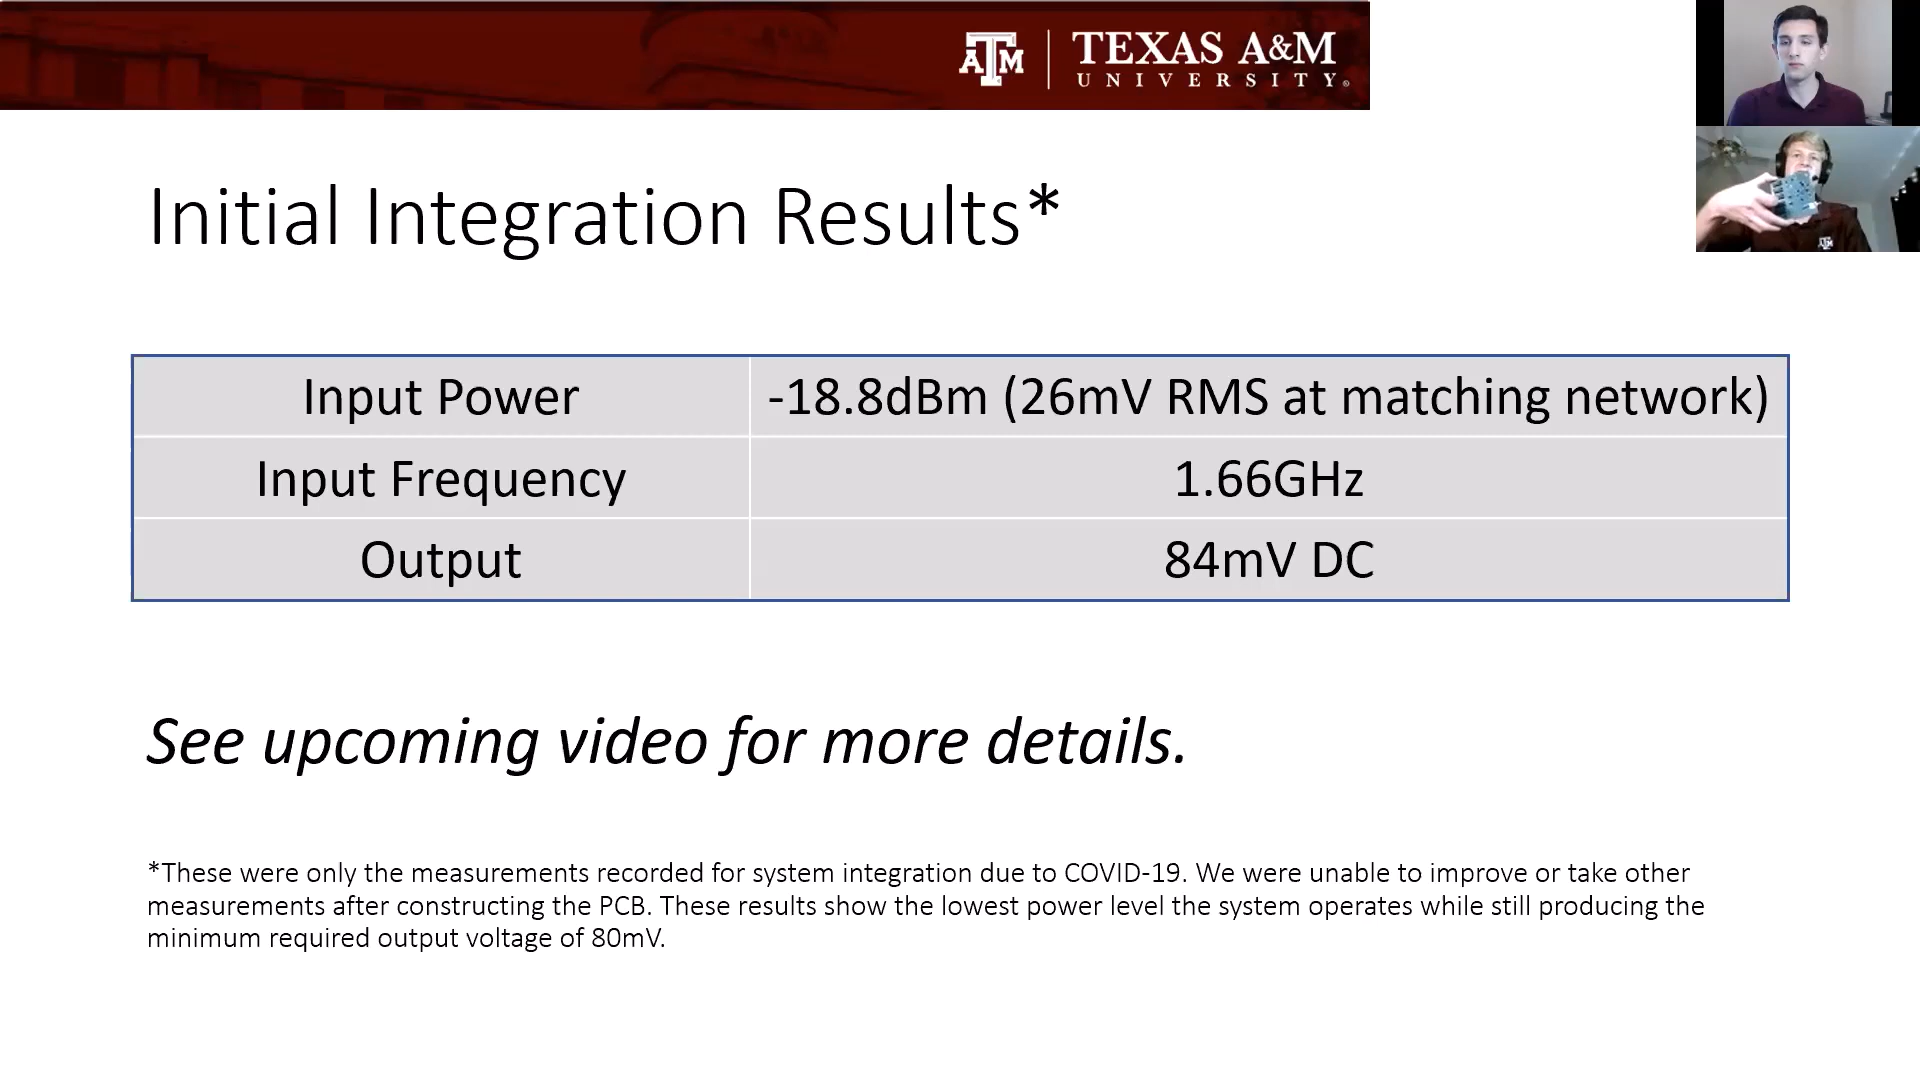 TEXAS A&M
UNIVERSITY
Initial Integration Results*
Input Power -18.8dBm (26mV RMS at matching network)
Input Frequency 1.66GHz
Output 84mV DC
See upcoming video for more details.
*These were only the measurements recorded for system integration due to COVID-19. We were unable to improve or take other
measurements after constructing the PCB. These results show the lowest power level the system operates while still producing the
minimum required output voltage of 80mV.